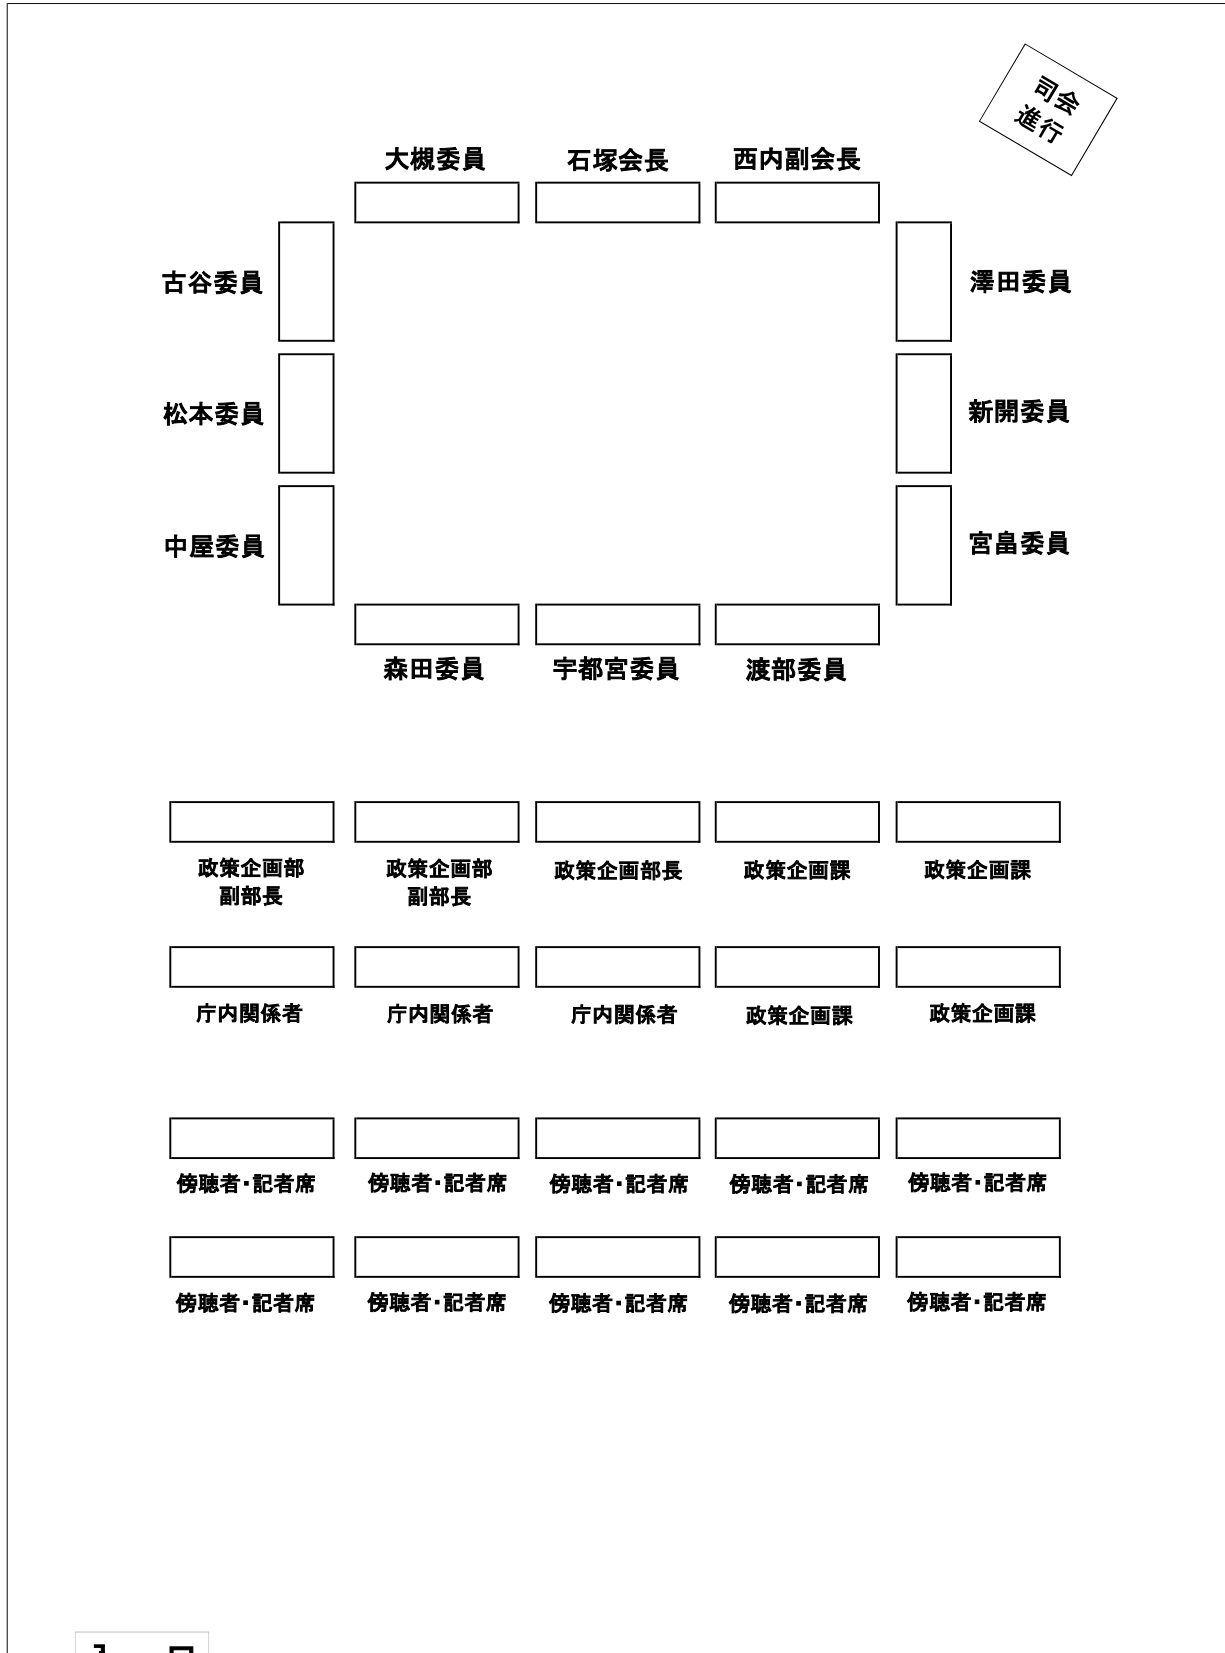 司会
進行
大槻委員 石塚会長 西内副会長
古谷委員 澤田委員
松本委員 新開委員
中屋委員 宮畠委員
森田委員 宇都宮委員 渡部委員
政策企画部 政策企画部 政策企画部長 政策企画課 政策企画課
副部長 副部長
庁内関係者 庁内関係者 庁内関係者 政策企画課 政策企画課
傍聴者・記者席 傍聴者・記者席 傍聴者・記者席 傍聴者・記者席 傍聴者・記者席
傍聴者・記者席 傍聴者・記者席 傍聴者・記者席 傍聴者・記者席 傍聴者・記者席